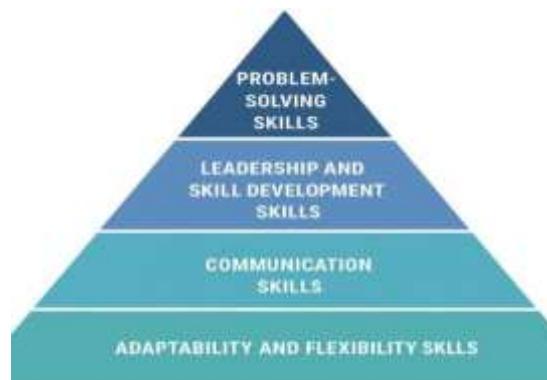 PROBLEM-
SOLVING
SKILLS
LEADERSHIP AND
SKILL DEVELOPMENT
SKILLS
COMMUNICATION
SKILLS
ADAPTABILITY AND FLEXIBILITY SKLLS